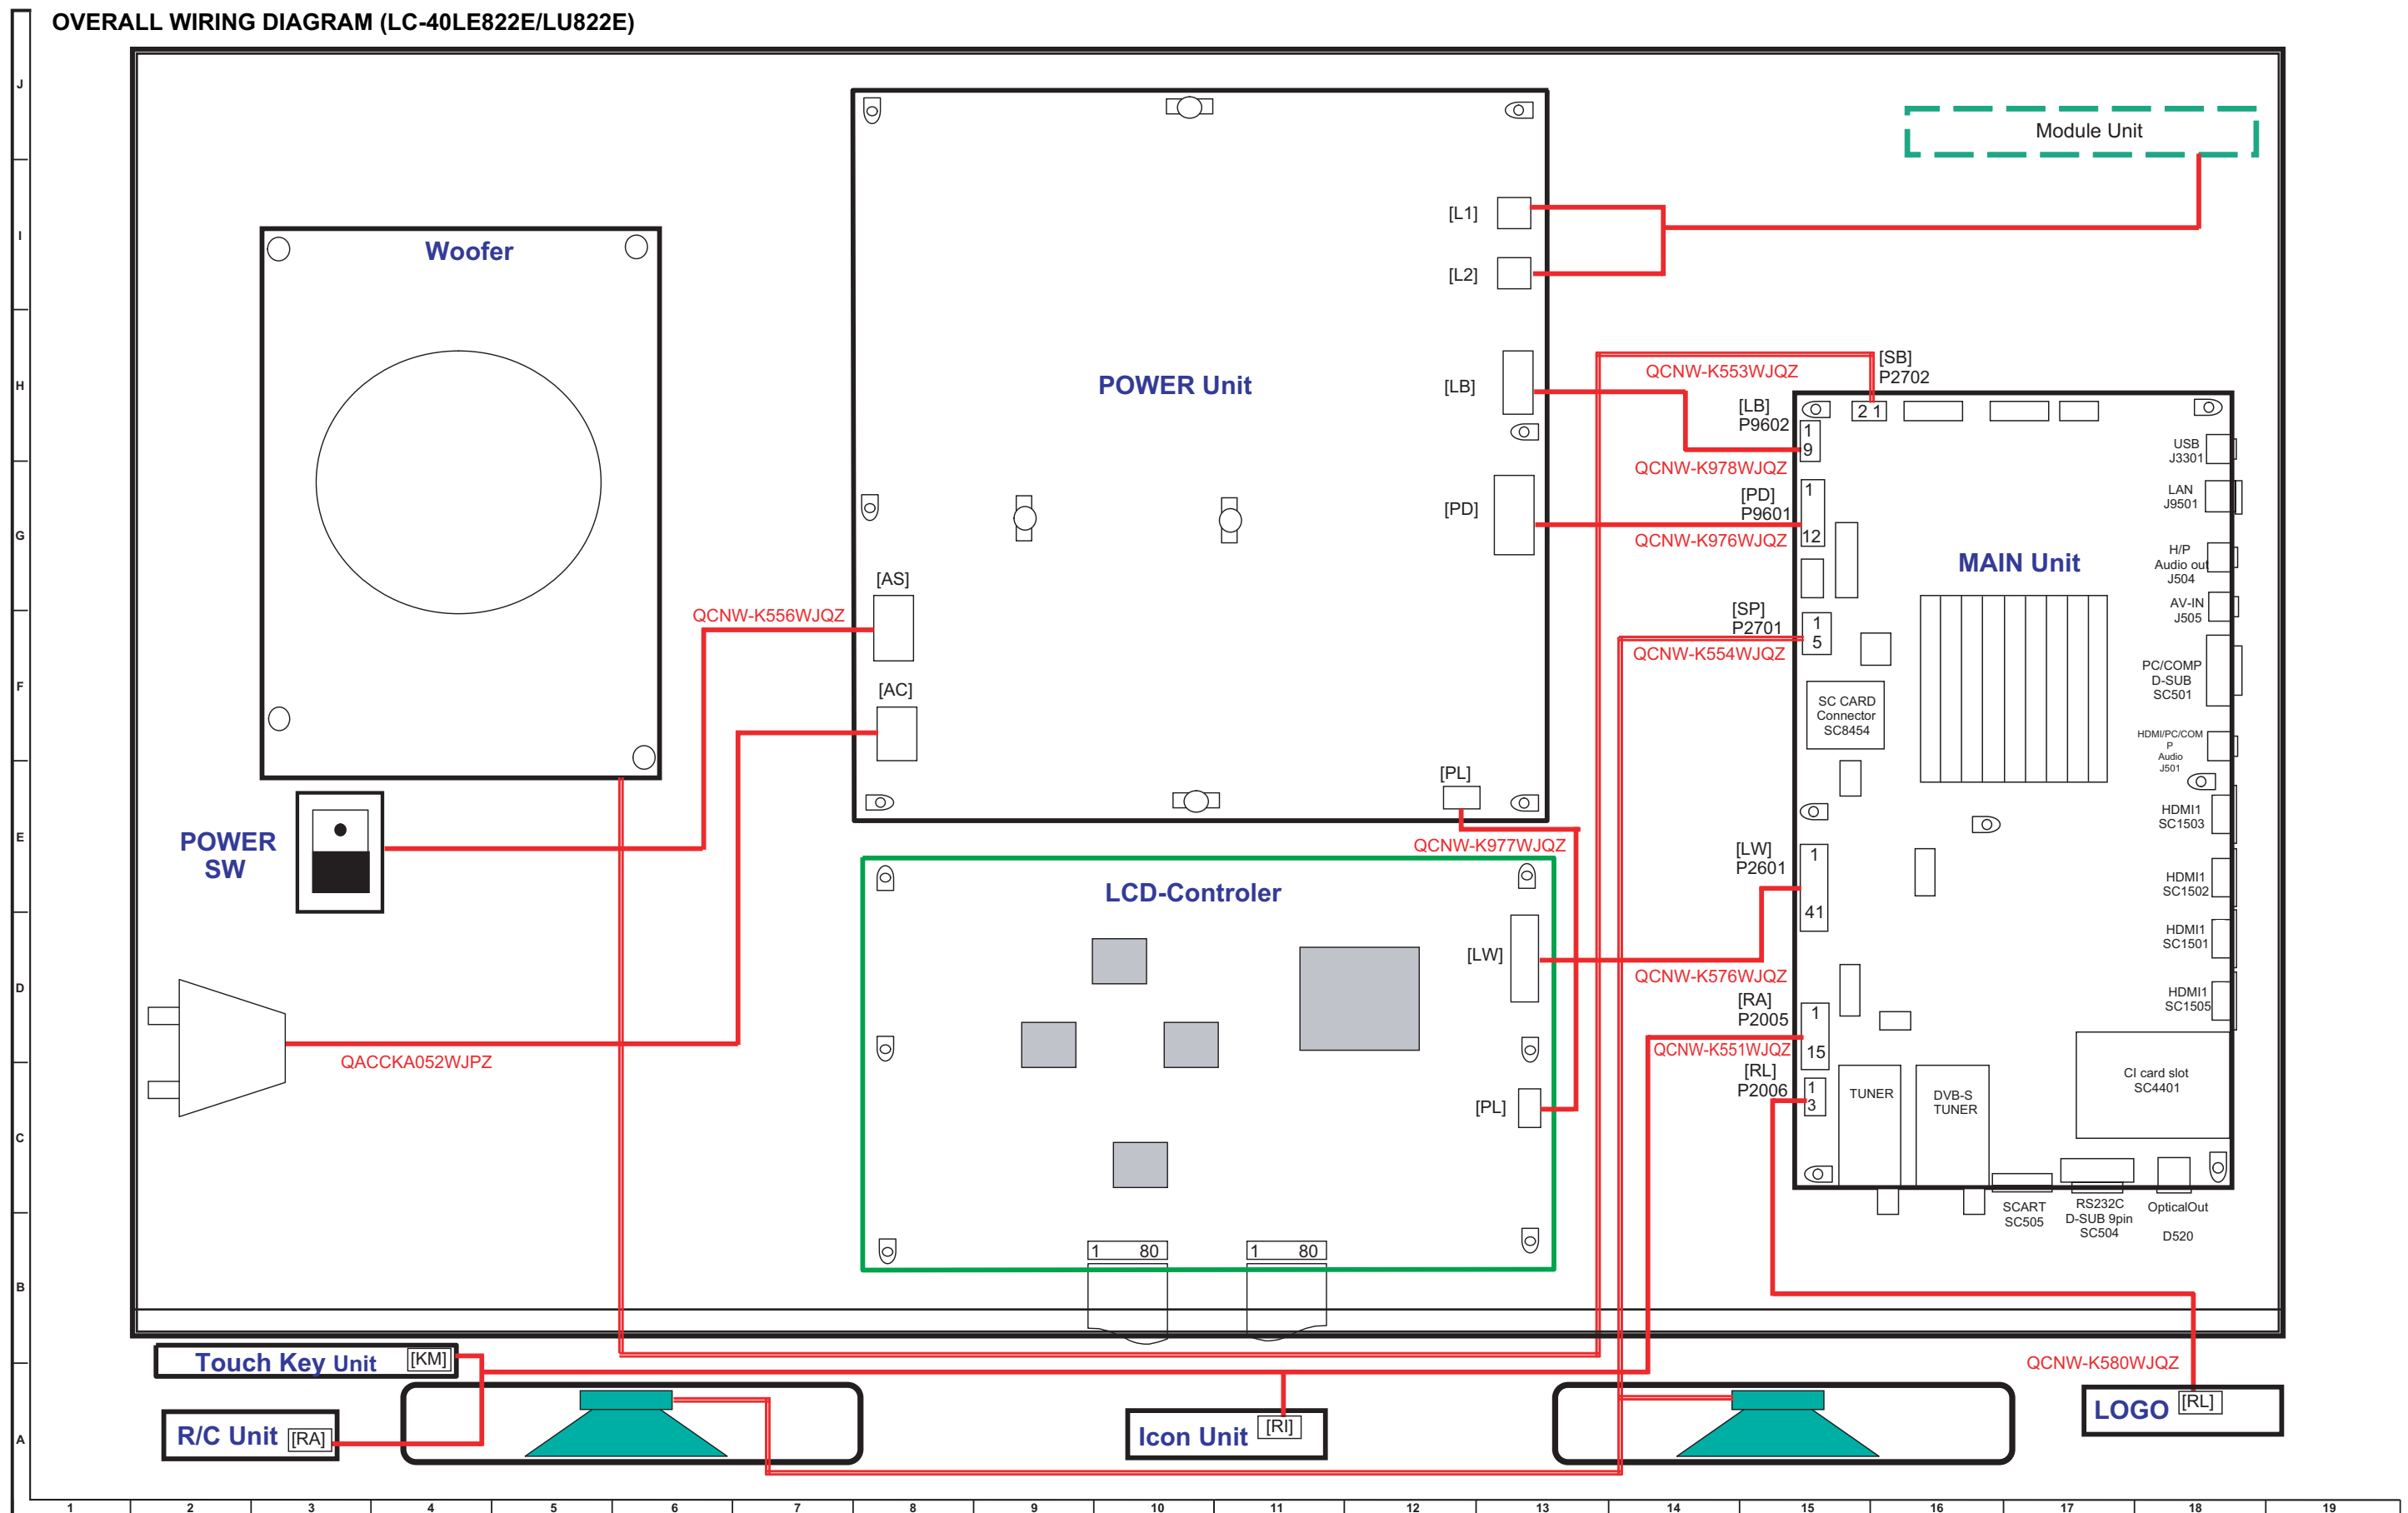 OVERALL WIRING DIAGRAM (LC-40LE822E/LU822E)
J
I
H
G
F
E
D
C
B
A
Module Unit
Woofer
POWER Unit
[L1]
[L2]
[LB]
[PD]
[AS]
[AC]
[PL]
QCNW-K556WJQZ
QCNW-K553WJQZ
[SB]
P2702
2 1
[LB]
P9602
1
9
QCNW-K978WJQZ
[PD]
P9601
1
12
QCNW-K976WJQZ
[SP]
P2701
1
5
QCNW-K554WJQZ
MAIN Unit
USB
J3301
LAN
J9501
H/P
Audio out
J504
AV-IN
J505
PC/COMP
D-SUB
SC501
HDMI/PC/COM
P
Audio
J501
SC CARD
Connector
SC8454
HDMI1
SC1503
HDMI1
SC1502
HDMI1
SC1501
HDMI1
SC1505
POWER
SW
QCNW-K977WJQZ
LCD-Controler
[LW]
[PL]
[LW]
P2601
1
41
QCNW-K576WJQZ
[RA]
P2005
1
15
QCNW-K551WJQZ
[RL]
P2006
1
3
QACCKA052WJPZ
TUNER
DVB-S
TUNER
CI card slot
SC4401
SCART
SC505
RS232C
D-SUB 9pin
SC504
OpticalOut
D520
1 80
1 80
Touch Key Unit [KM]
R/C Unit [RA]
Icon Unit [RI]
QCNW-K580WJQZ
LOGO [RL]
1 2 3 4 5 6 7 8 9 10 11 12 13 14 15 16 17 18 19